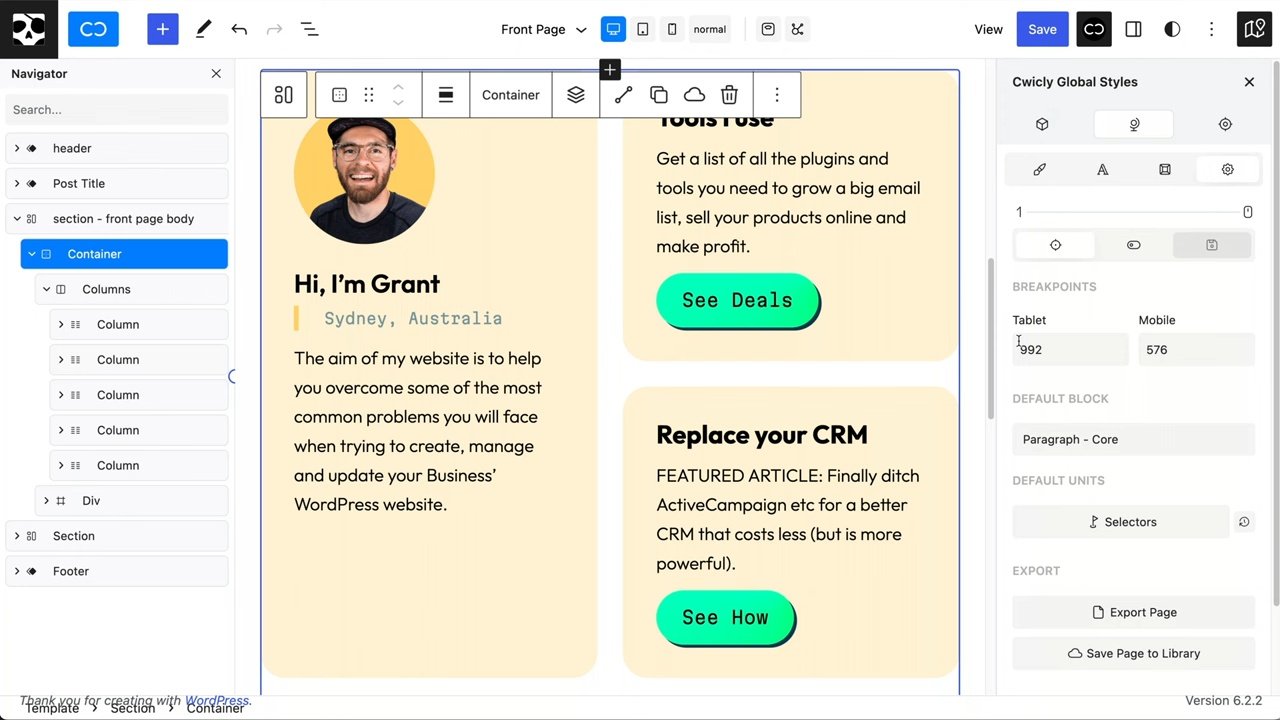 Front Page
normal
View
Save
Navigator
Search...
header
Post Title
section - front page body
Container
Columns
Column
Column
Column
Column
Column
Div
Section
Footer
Container
Hi, I'm Grant
Sydney, Australia
The aim of my website is to help
you overcome some of the most
common problems you will face
when trying to create, manage
and update your Business'
WordPress website.
Tools I use
Get a list of all the plugins and
tools you need to grow a big email
list, sell your products online and
make profit.
See Deals
Replace your CRM
FEATURED ARTICLE: Finally ditch
ActiveCampaign etc for a better
CRM that costs less (but is more
powerful).
See How
Cwicly Global Styles
1
BREAKPOINTS
Tablet
Mobile
992
576
DEFAULT BLOCK
Paragraph - Core
DEFAULT UNITS
Selectors
EXPORT
Export Page
Save Page to Library
Thank you for creating with WordPress.
Version 6.2.2
Template
Section
Container